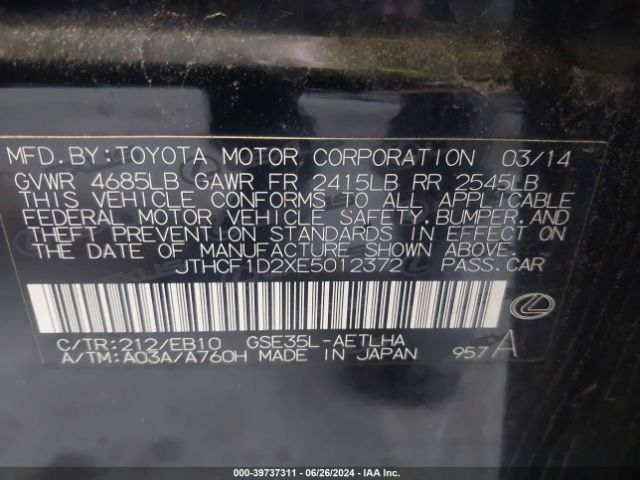 MFD.BY:TOYOTA MOTOR CORPORATION 03/14
GVWR 4685LB GAWR FR 2415LB RR 2545LB
THIS VEHICLE CONFORMS TO ALL APPLICABLE
FEDERAL MOTOR VEHICLE SAFETY,BUMPER,AND
THEFT PREVENTION STANDARDS IN EFFECT ON
THE DATE OF MANUFACTURE SHOWN ABOVE.
JTHCF1D2XE5012372 PASS.CAR
C/TR:212/EB10 GSE35L-AETLHA
A/TM:A03A/A760H MADE IN JAPAN 957A
000-39737311 - 06/26/2024 - IAAI.COM